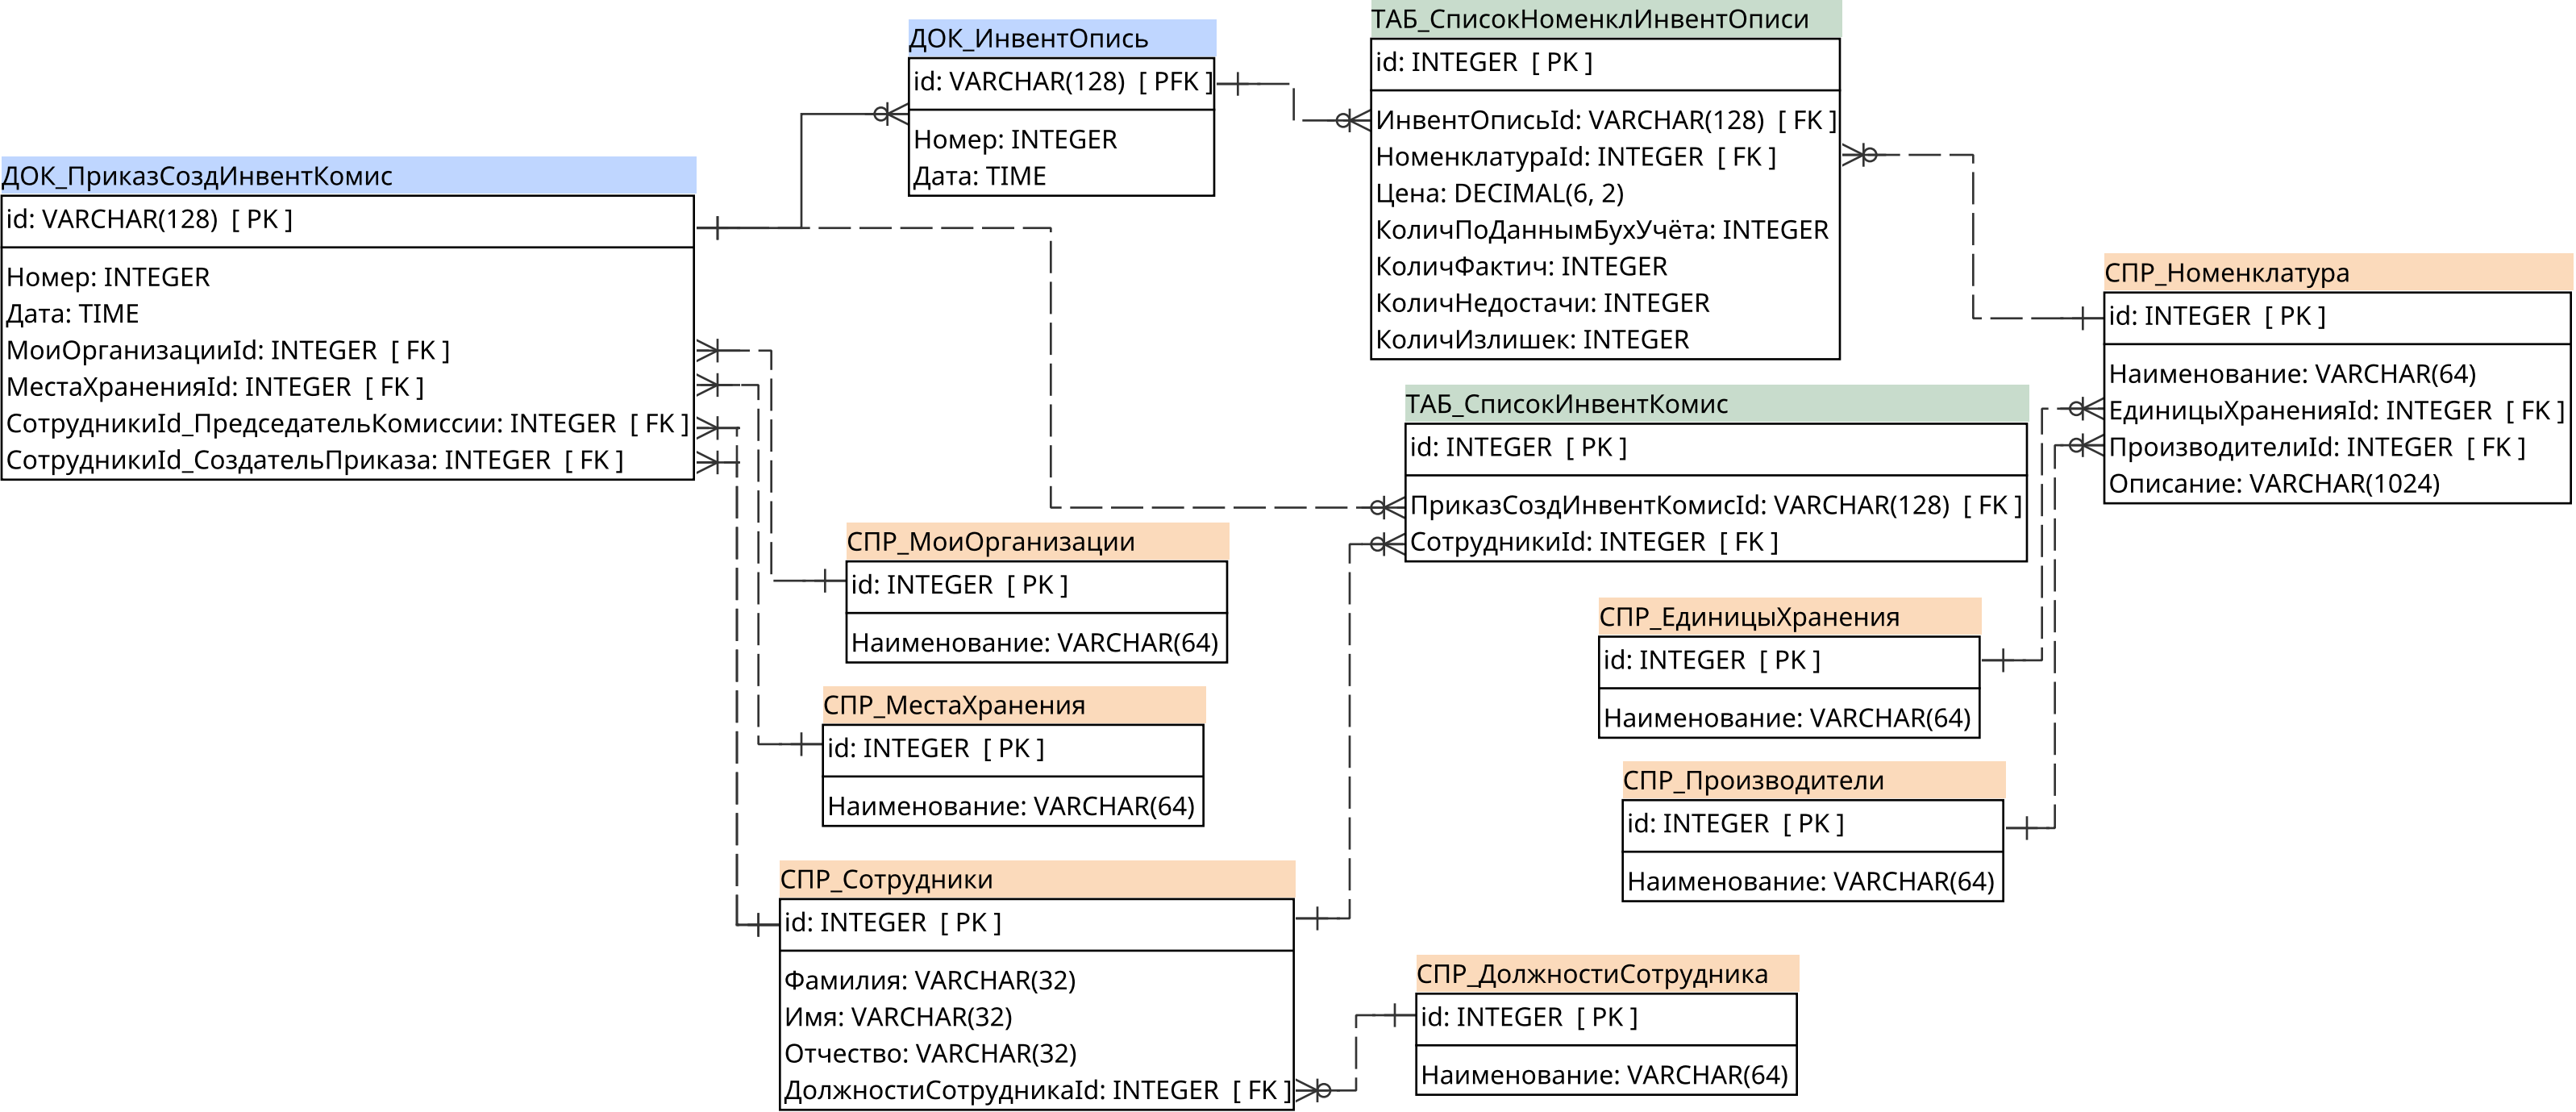 ДОК_ПриказСоздИнвентКомис
id: VARCHAR(128) [ PK ]
Номер: INTEGER
Дата: TIME
МоиОрганизацииId: INTEGER [ FK ]
МестаХраненияId: INTEGER [ FK ]
СотрудникиId_ПредседательКомиссии: INTEGER [ FK ]
СотрудникиId_СоздательПриказа: INTEGER [ FK ]
ДОК_ИнвентОпись
id: VARCHAR(128) [ PFK ]
Номер: INTEGER
Дата: TIME
ТАБ_СписокНоменклИнвентОписи
id: INTEGER [ PK ]
ИнвентОписьId: VARCHAR(128) [ FK ]
НоменклатураId: INTEGER [ FK ]
Цена: DECIMAL(6, 2)
КоличПоДаннымБухУчёта: INTEGER
КоличФактич: INTEGER
КоличНедостачи: INTEGER
КоличИзлишек: INTEGER
СПР_Номенклатура
id: INTEGER [ PK ]
Наименование: VARCHAR(64)
ЕдиницыХраненияId: INTEGER [ FK ]
ПроизводителиId: INTEGER [ FK ]
Описание: VARCHAR(1024)
ТАБ_СписокИнвентКомис
id: INTEGER [ PK ]
ПриказСоздИнвентКомисId: VARCHAR(128) [ FK ]
СотрудникиId: INTEGER [ FK ]
СПР_МоиОрганизации
id: INTEGER [ PK ]
Наименование: VARCHAR(64)
СПР_ЕдиницыХранения
id: INTEGER [ PK ]
Наименование: VARCHAR(64)
СПР_МестаХранения
id: INTEGER [ PK ]
Наименование: VARCHAR(64)
СПР_Производители
id: INTEGER [ PK ]
Наименование: VARCHAR(64)
СПР_Сотрудники
id: INTEGER [ PK ]
Фамилия: VARCHAR(32)
Имя: VARCHAR(32)
Отчество: VARCHAR(32)
ДолжностиСотрудникаId: INTEGER [ FK ]
СПР_ДолжностиСотрудника
id: INTEGER [ PK ]
Наименование: VARCHAR(64)